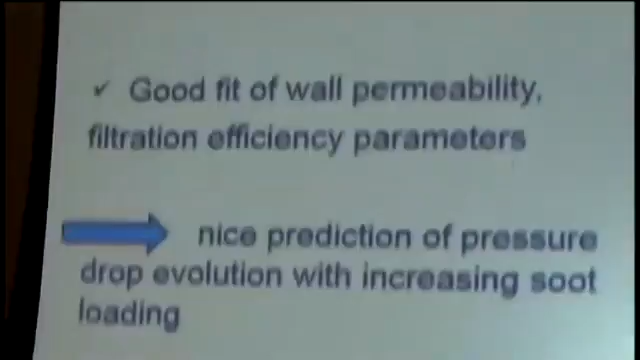 ✓ Good fit of wall permeability,
filtration efficiency parameters
nice prediction of pressure
drop evolution with increasing soot
loading